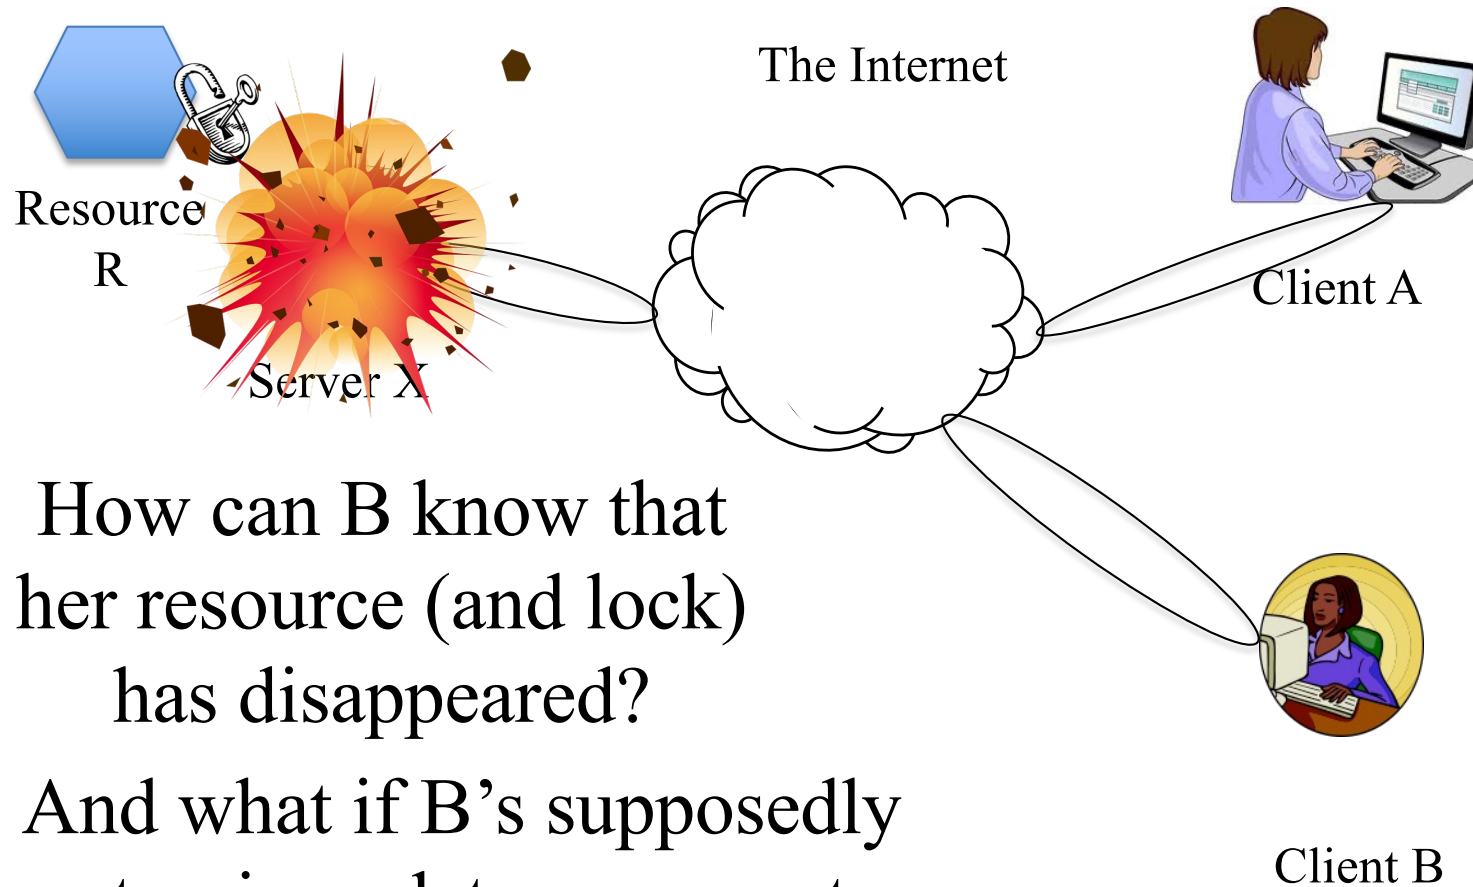 The Internet
Resource
R
Client A
Server X
How can B know that
her resource (and lock)
has disappeared?
And what if B’s supposedly
Client B